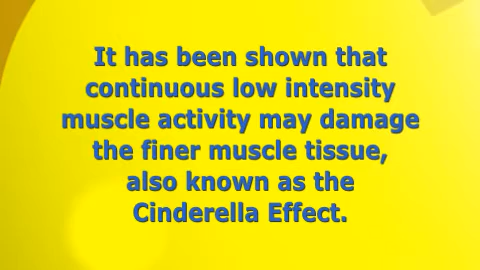 It has been shown that
continuous low intensity
muscle activity may damage
the finer muscle tissue,
also known as the
Cinderella Effect.